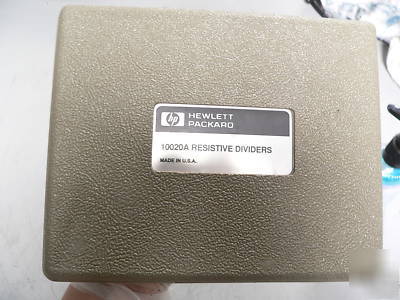 hp HEWLETT
PACKARD
10020A RESISTIVE DIVIDERS
MADE IN U.S.A.